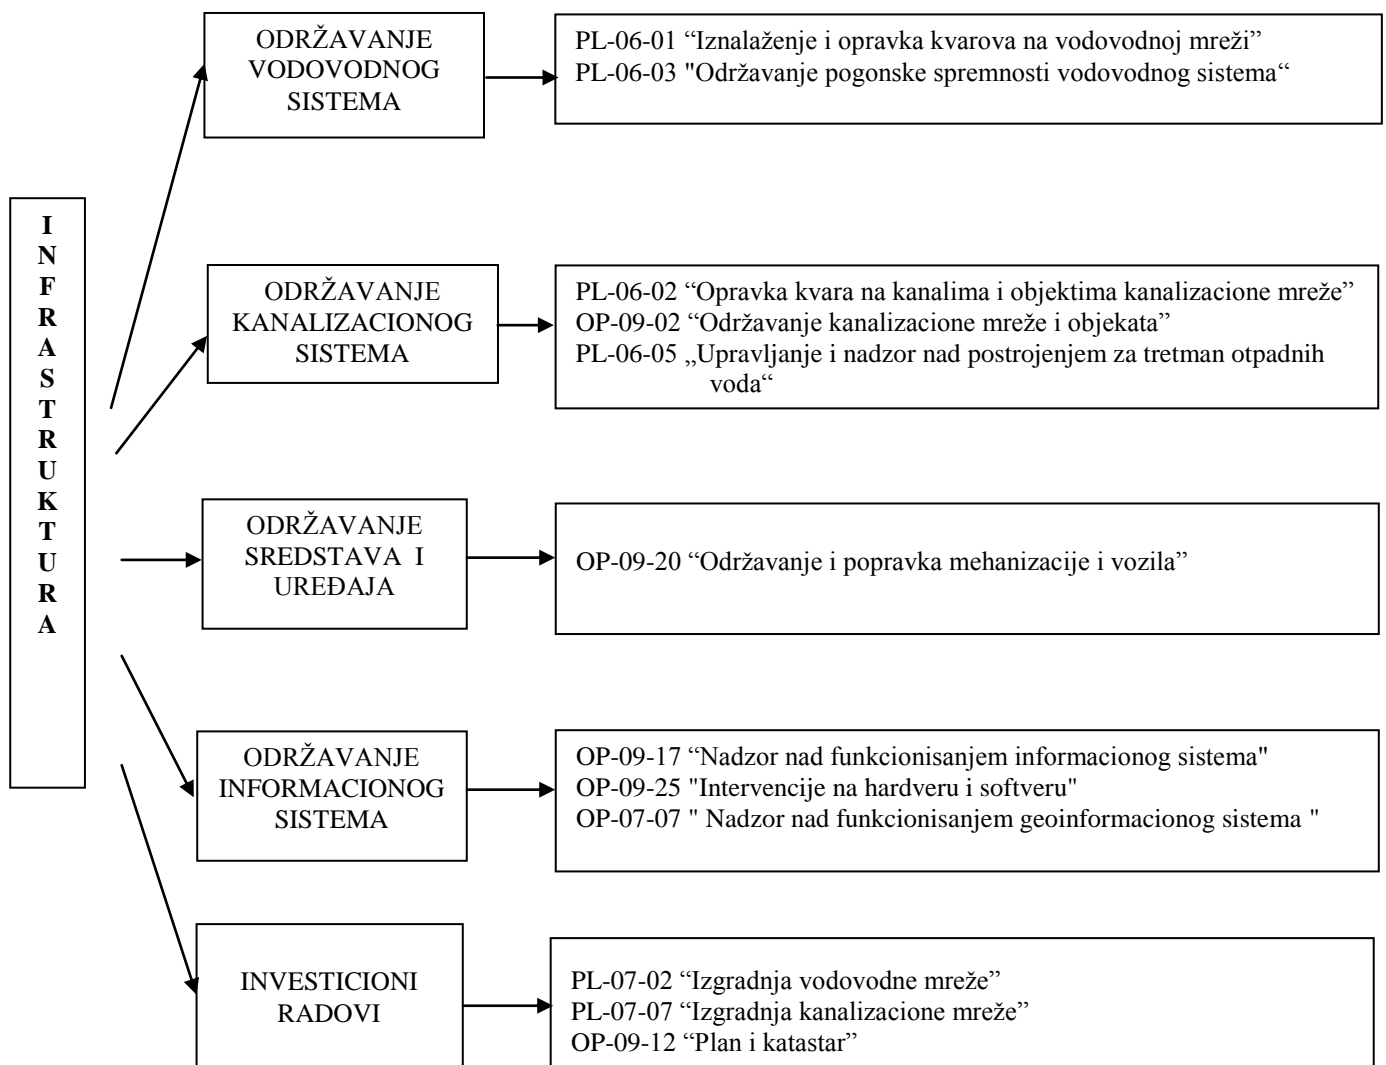 INFRASTRUKTURA
ODRŽAVANJE
VODOVODNOG
SISTEMA
PL-06-01 “Iznalaženje i opravka kvarova na vodovodnoj mreži”
PL-06-03 "Održavanje pogonske spremnosti vodovodnog sistema“
ODRŽAVANJE
KANALIZACIONOG
SISTEMA
PL-06-02 “Opravka kvara na kanalima i objektima kanalizacione mreže”
OP-09-02 “Održavanje kanalizacione mreže i objekata”
PL-06-05 „Upravljanje i nadzor nad postrojenjem za tretman otpadnih
voda“
ODRŽAVANJE
SREDSTAVA I
UREĐAJA
OP-09-20 “Održavanje i popravka mehanizacije i vozila”
ODRŽAVANJE
INFORMACIONOG
SISTEMA
OP-09-17 “Nadzor nad funkcionisanjem informacionog sistema"
OP-09-25 "Intervencije na hardveru i softveru"
OP-07-07 " Nadzor nad funkcionisanjem geoinformacionog sistema "
INVESTICIONI
RADOVI
PL-07-02 “Izgradnja vodovodne mreže”
PL-07-07 “Izgradnja kanalizacione mreže”
OP-09-12 “Plan i katastar”